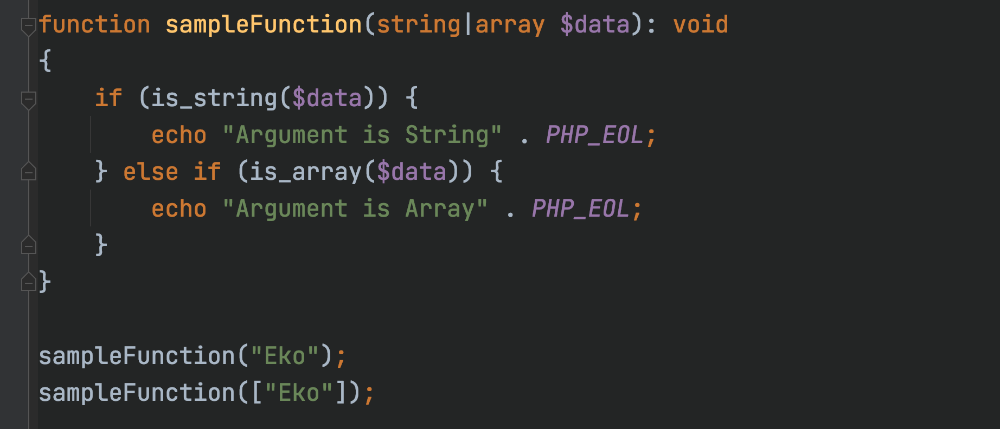 function sampleFunction(string|array $data): void
{
    if (is_string($data)) {
        echo "Argument is String" . PHP_EOL;
    } else if (is_array($data)) {
        echo "Argument is Array" . PHP_EOL;
    }
}

sampleFunction("Eko");
sampleFunction(["Eko"]);